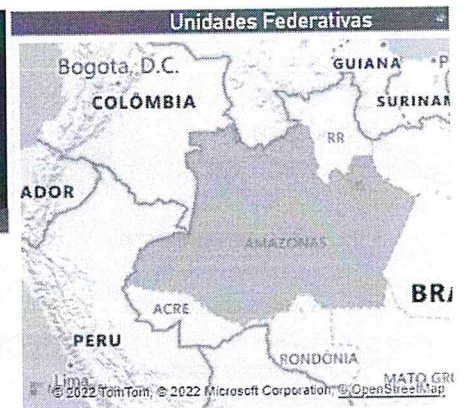 Unidades Federativas
Bogota, D.C.
GUIANA
COLÔMBIA
SURINAM
RR
ADOR
AMAZONAS
BRA
ACRE
PERU
RONDÔNIA
Lima
MATO GRO
© 2022 TomTom, © 2022 Microsoft Corporation, © OpenStreetMap